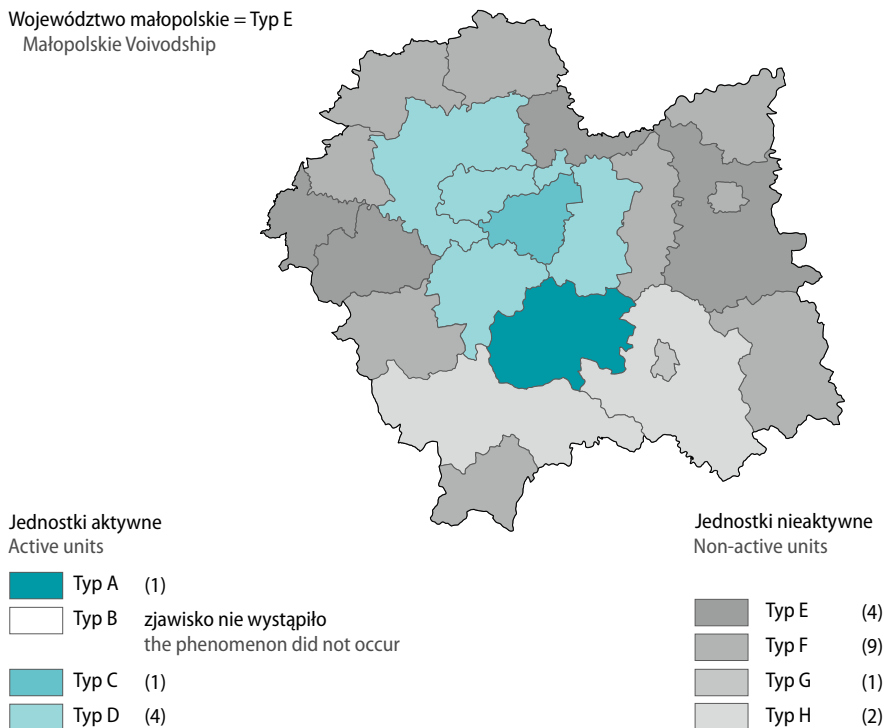 Województwo małopolskie = Typ E
Małopolskie Voivodship
Jednostki aktywne
Active units
Typ A (1)
Typ B zjawisko nie wystąpiło
the phenomenon did not occur
Typ C (1)
Typ D (4)
Jednostki nieaktywne
Non-active units
Typ E (4)
Typ F (9)
Typ G (1)
Typ H (2)